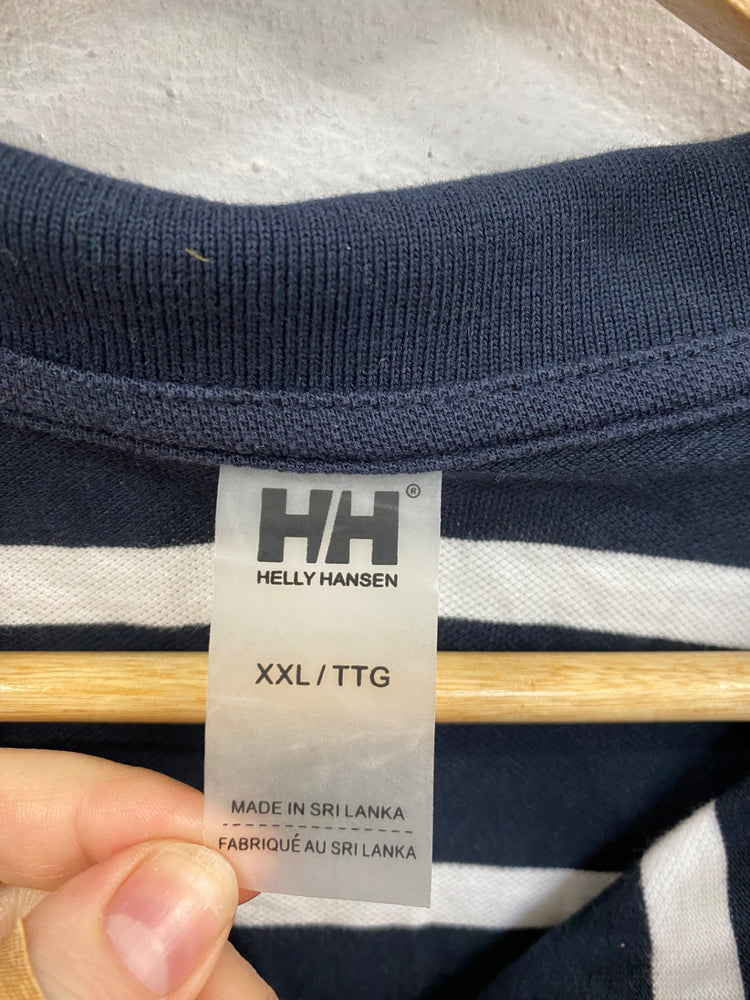 HH®
HELLY HANSEN
XXL / TTG
MADE IN SRI LANKA
FABRIQUÉ AU SRI LANKA